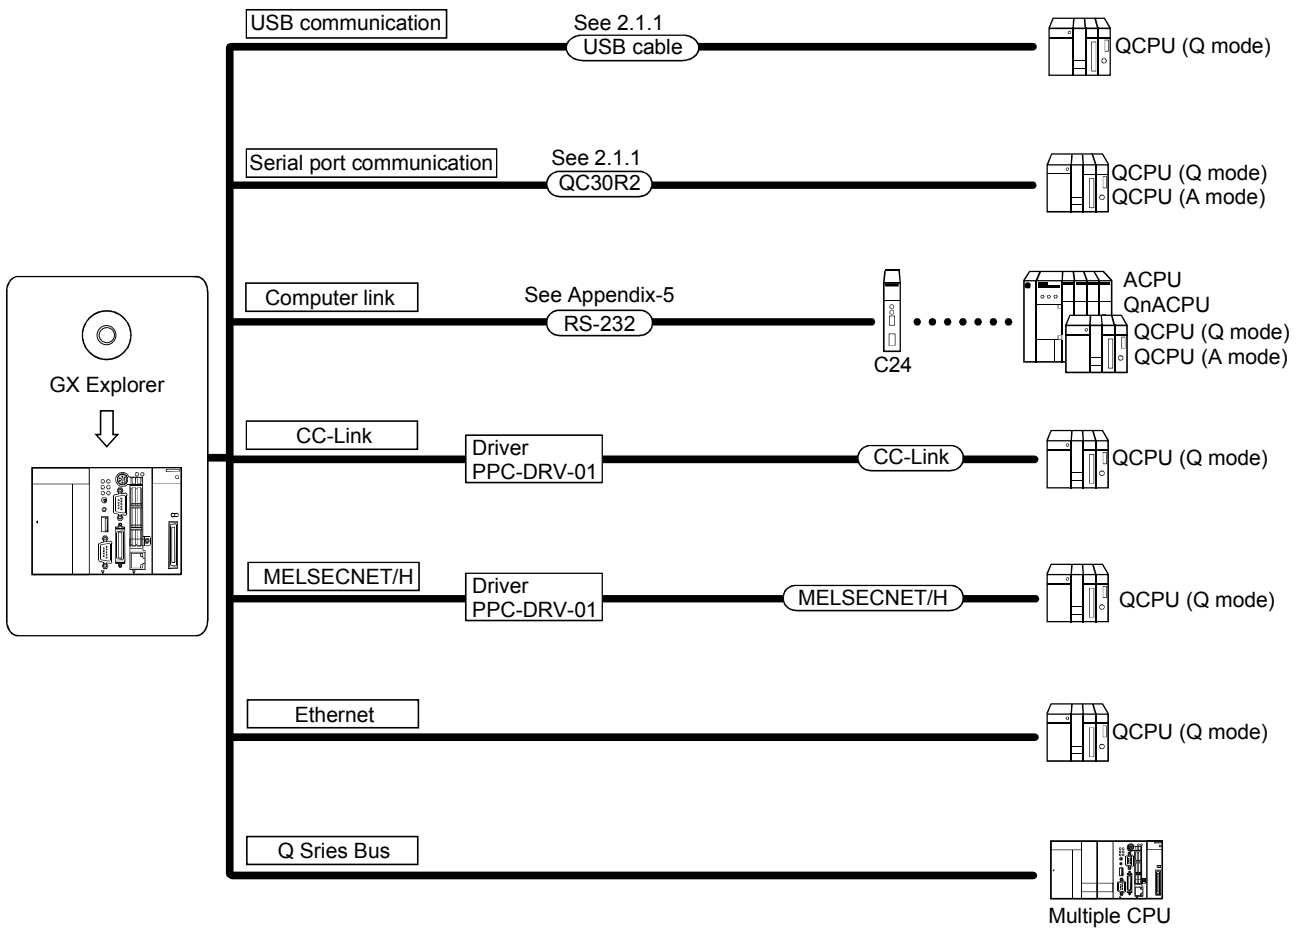 USB communication
See 2.1.1
USB cable
QCPU (Q mode)
Serial port communication
See 2.1.1
QC30R2
QCPU (Q mode)
QCPU (A mode)
Computer link
See Appendix-5
RS-232
C24
ACPU
QnACPU
QCPU (Q mode)
QCPU (A mode)
GX Explorer
CC-Link
Driver
PPC-DRV-01
CC-Link
QCPU (Q mode)
MELSECNET/H
Driver
PPC-DRV-01
MELSECNET/H
QCPU (Q mode)
Ethernet
QCPU (Q mode)
Q Sries Bus
Multiple CPU